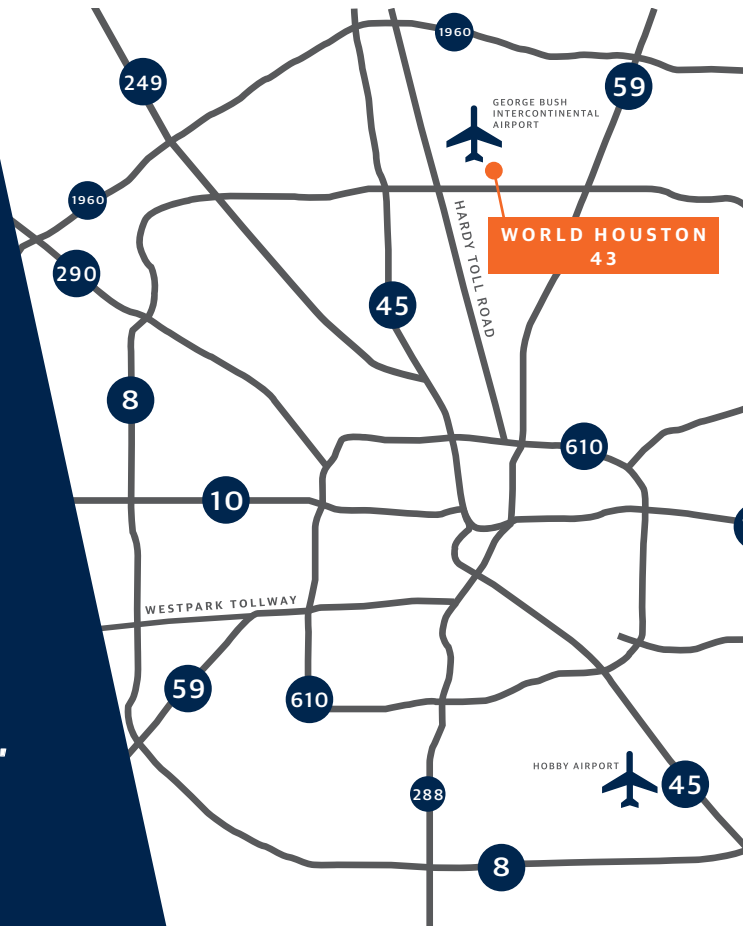 1960
249
59
GEORGE BUSH
INTERCONTINENTAL
AIRPORT
1960
HARDY TOLL ROAD
WORLD HOUSTON
43
290
45
8
610
10
WESTPARK TOLLWAY
59
610
HOBBY AIRPORT
45
288
8